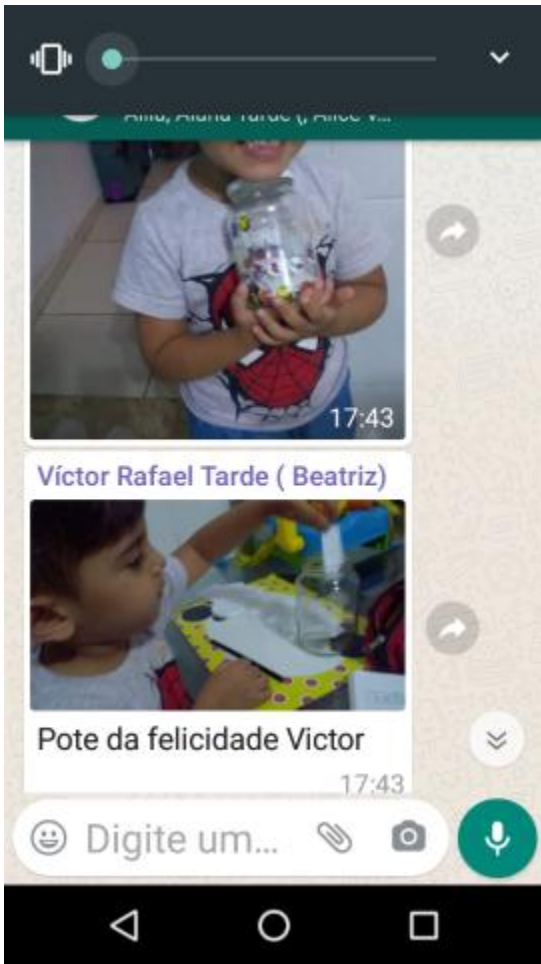 17:43
Víctor Rafael Tarde ( Beatriz)
Pote da felicidade Victor
17:43
Digite um...